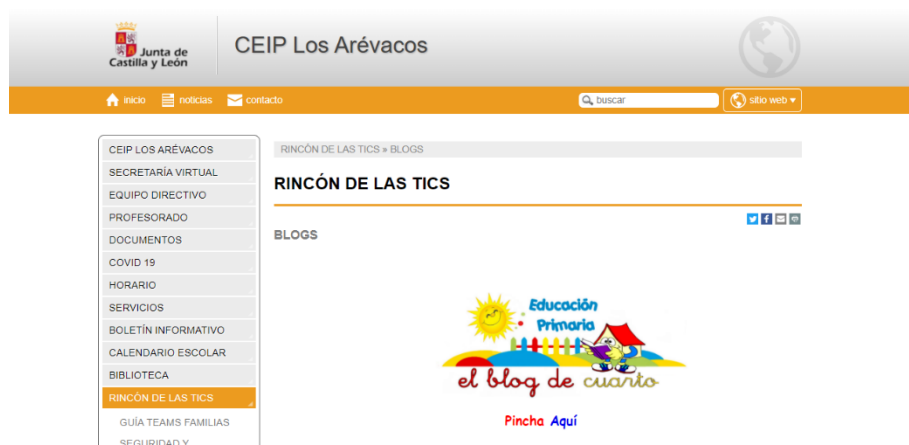 Junta de
Castilla y León
CEIP Los Arévacos
inicio
noticias
contacto
buscar
sitio web
CEIP LOS ARÉVACOS
SECRETARÍA VIRTUAL
EQUIPO DIRECTIVO
PROFESORADO
DOCUMENTOS
COVID 19
HORARIO
SERVICIOS
BOLETÍN INFORMATIVO
CALENDARIO ESCOLAR
BIBLIOTECA
RINCÓN DE LAS TICS
GUÍA TEAMS FAMILIAS
SEGURIDAD Y
RINCÓN DE LAS TICS » BLOGS
RINCÓN DE LAS TICS
BLOGS
Educación
Primaria
el blog de cuarto
Pincha Aquí